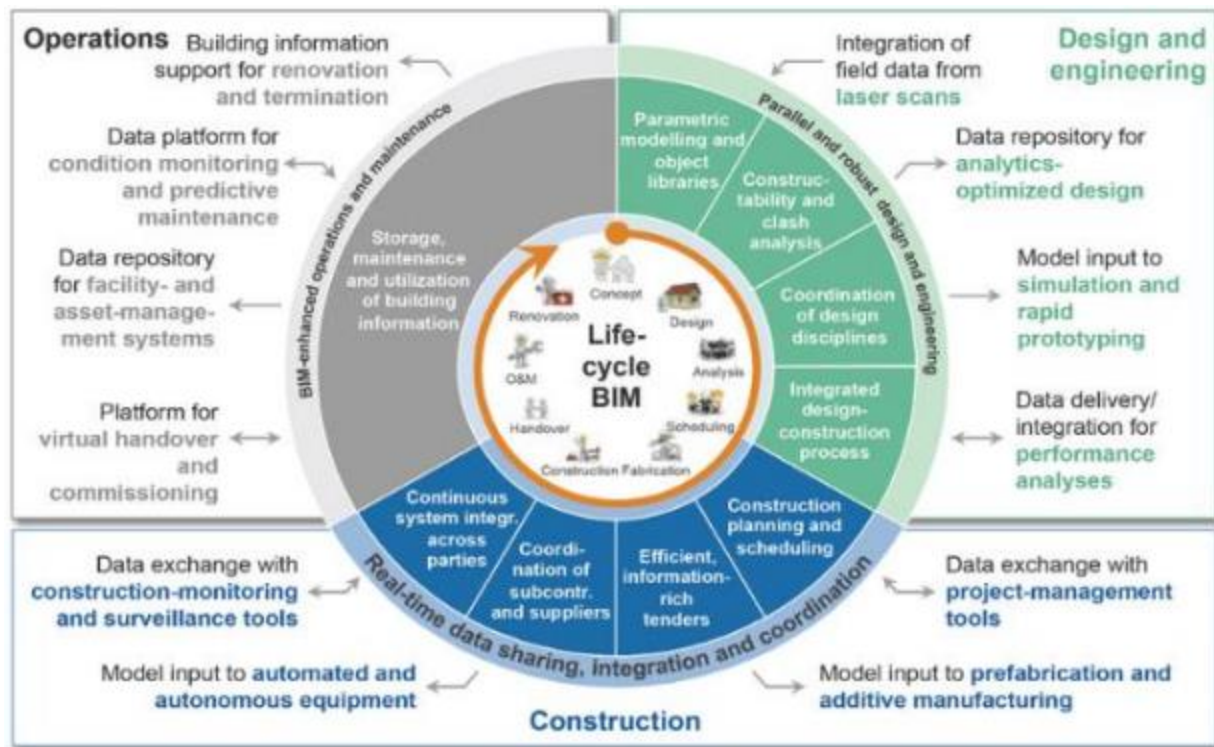 Operations
Building information
support for renovation
and termination
Data platform for
condition monitoring
and predictive
maintenance
Data repository
for facility- and
asset-manage-
ment systems
Platform for
virtual handover
and
commissioning
BIM-enhanced operations and maintenance
Storage,
maintenance
and utilization
of building
information
Design and
engineering
Integration of
field data from
laser scans
Data repository for
analytics-
optimized design
Model input to
simulation and
rapid
prototyping
Data delivery/
integration for
performance
analyses
Parallel and robust design and engineering
Parametric
modelling and
object
libraries
Construc-
tability and
clash
analysis
Coordination
of design
disciplines
Integrated
design-
construction
process
Life-
cycle
BIM
Concept
Design
Analysis
Scheduling
Fabrication
Construction
Handover
O&M
Renovation
Construction
planning and
scheduling
Efficient,
information-
rich
tenders
Coordi-
nation of
subcontr.
and suppliers
Continuous
system integr.
across
parties
Real-time data sharing, integration and coordination
Data exchange with
construction-monitoring
and surveillance tools
Model input to automated and
autonomous equipment
Data exchange with
project-management
tools
Model input to prefabrication and
additive manufacturing
Construction